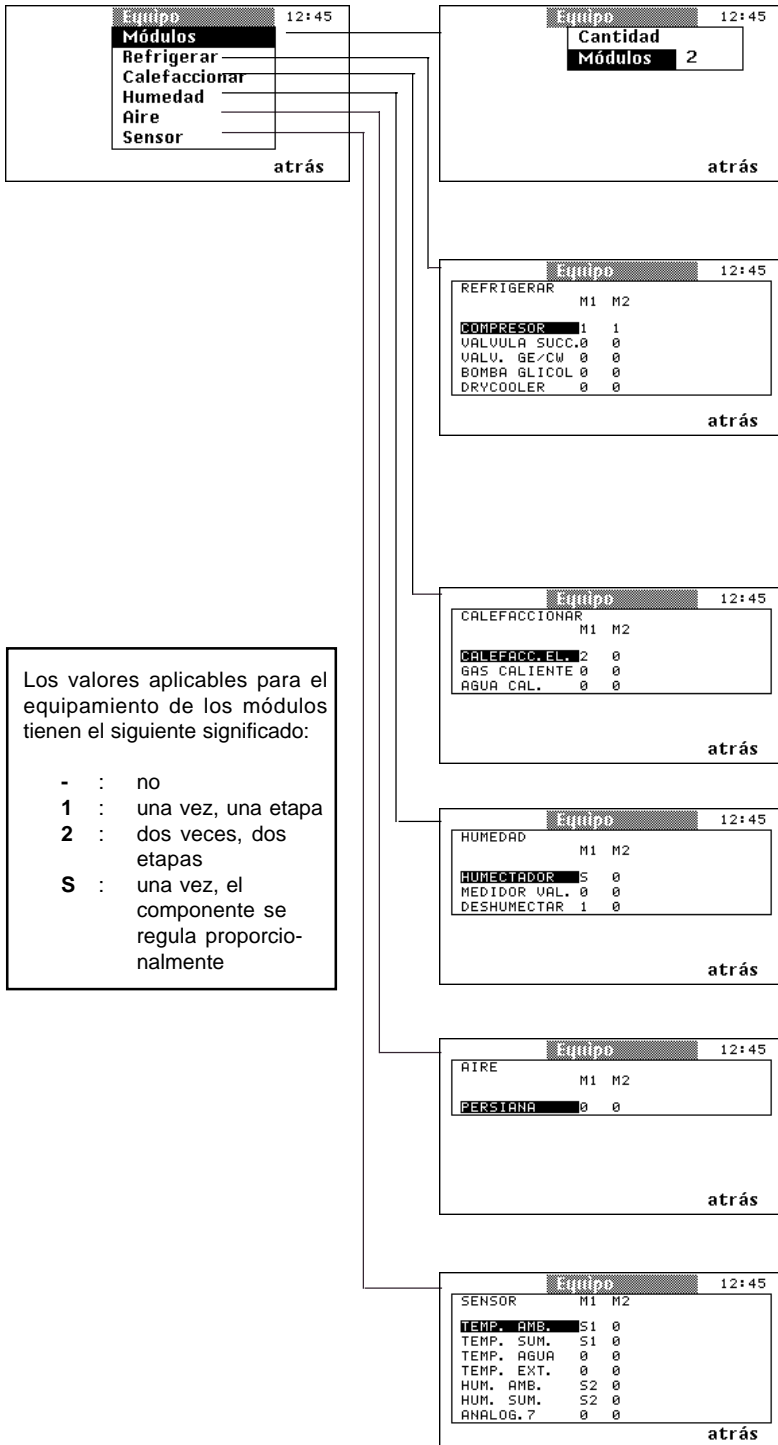 Equipo 12:45
Módulos
Refrigerar
Calefaccionar
Humedad
Aire
Sensor
atrás
Equipo 12:45
Cantidad
Módulos 2
atrás
Equipo 12:45
REFRIGERAR
M1 M2
COMPRESOR 1 1
VALVULA SUCC.0 0
VALV. GE/CW 0 0
BOMBA GLICOL 0 0
DRYCOOLER 0 0
atrás
Equipo 12:45
CALEFACCIONAR
M1 M2
CALEFACC.EL. 2 0
GAS CALIENTE 0 0
AGUA CAL. 0 0
atrás
Los valores aplicables para el
equipamiento de los módulos
tienen el siguiente significado:
- : no
1 : una vez, una etapa
2 : dos veces, dos
etapas
S : una vez, el
componente se
regula proporcio-
nalmente
Equipo 12:45
HUMEDAD
M1 M2
HUMECTADOR S 0
MEDIDOR VAL. 0 0
DESHUMECTAR 1 0
atrás
Equipo 12:45
AIRE
M1 M2
PERSIANA 0 0
atrás
Equipo 12:45
SENSOR M1 M2
TEMP. AMB. S1 0
TEMP. SUM. S1 0
TEMP. AGUA 0 0
TEMP. EXT. 0 0
HUM. AMB. S2 0
HUM. SUM. S2 0
ANALOG.7 0 0
atrás